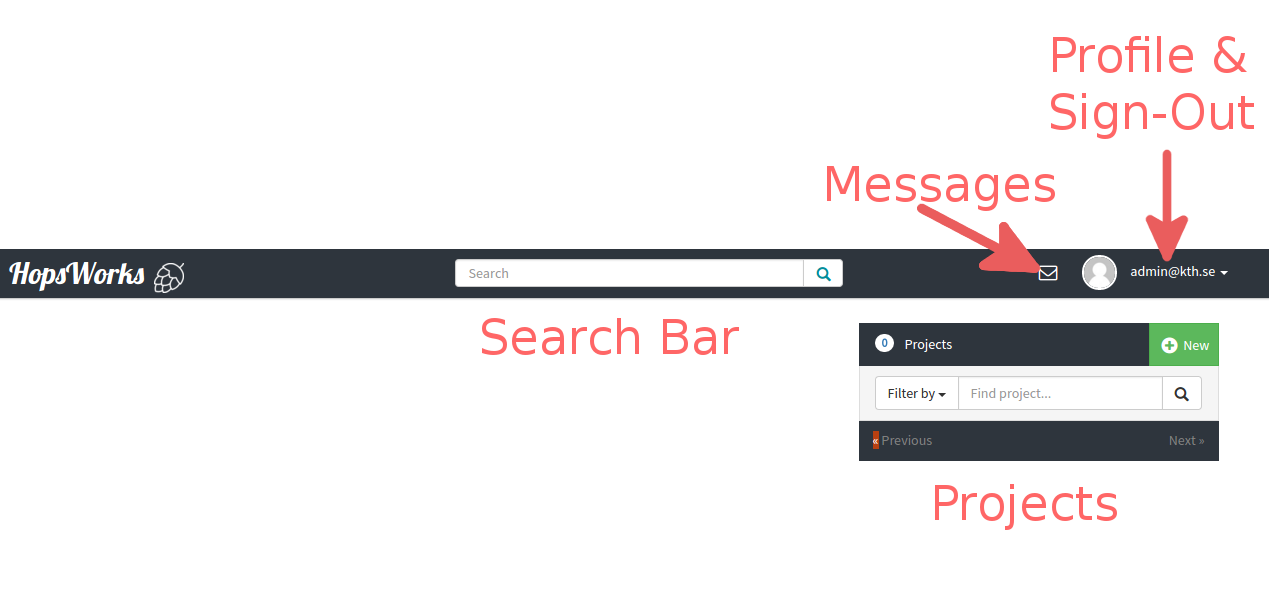 Profile &
Sign-Out
Messages
HopsWorks
Search
admin@kth.se
Search Bar
0 Projects
New
Filter by
Find project...
« Previous
Next »
Projects